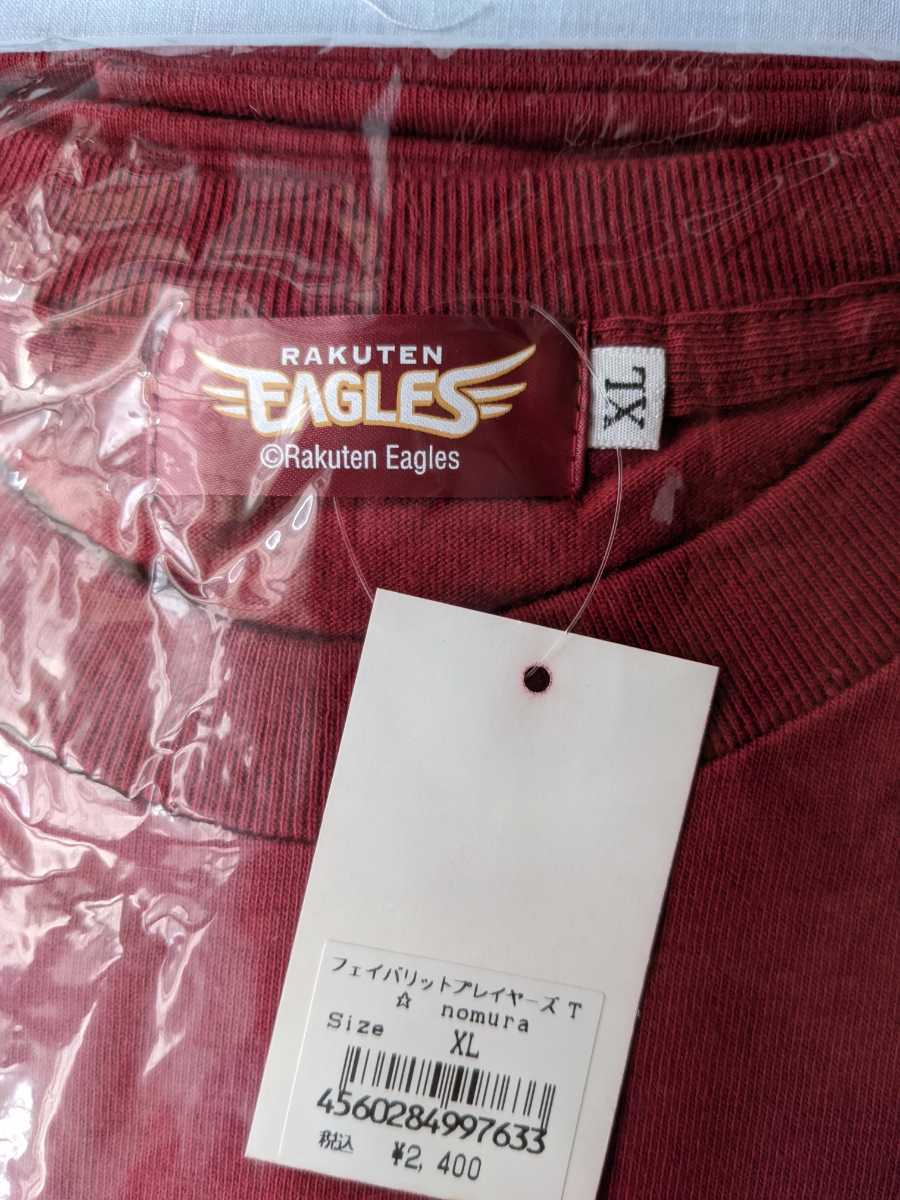 RAKUTEN
EAGLES
©Rakuten Eagles
XL
フェイバリットプレイヤーズ T
☆ nomura
Size XL
4560284997633
税込 ¥2,400